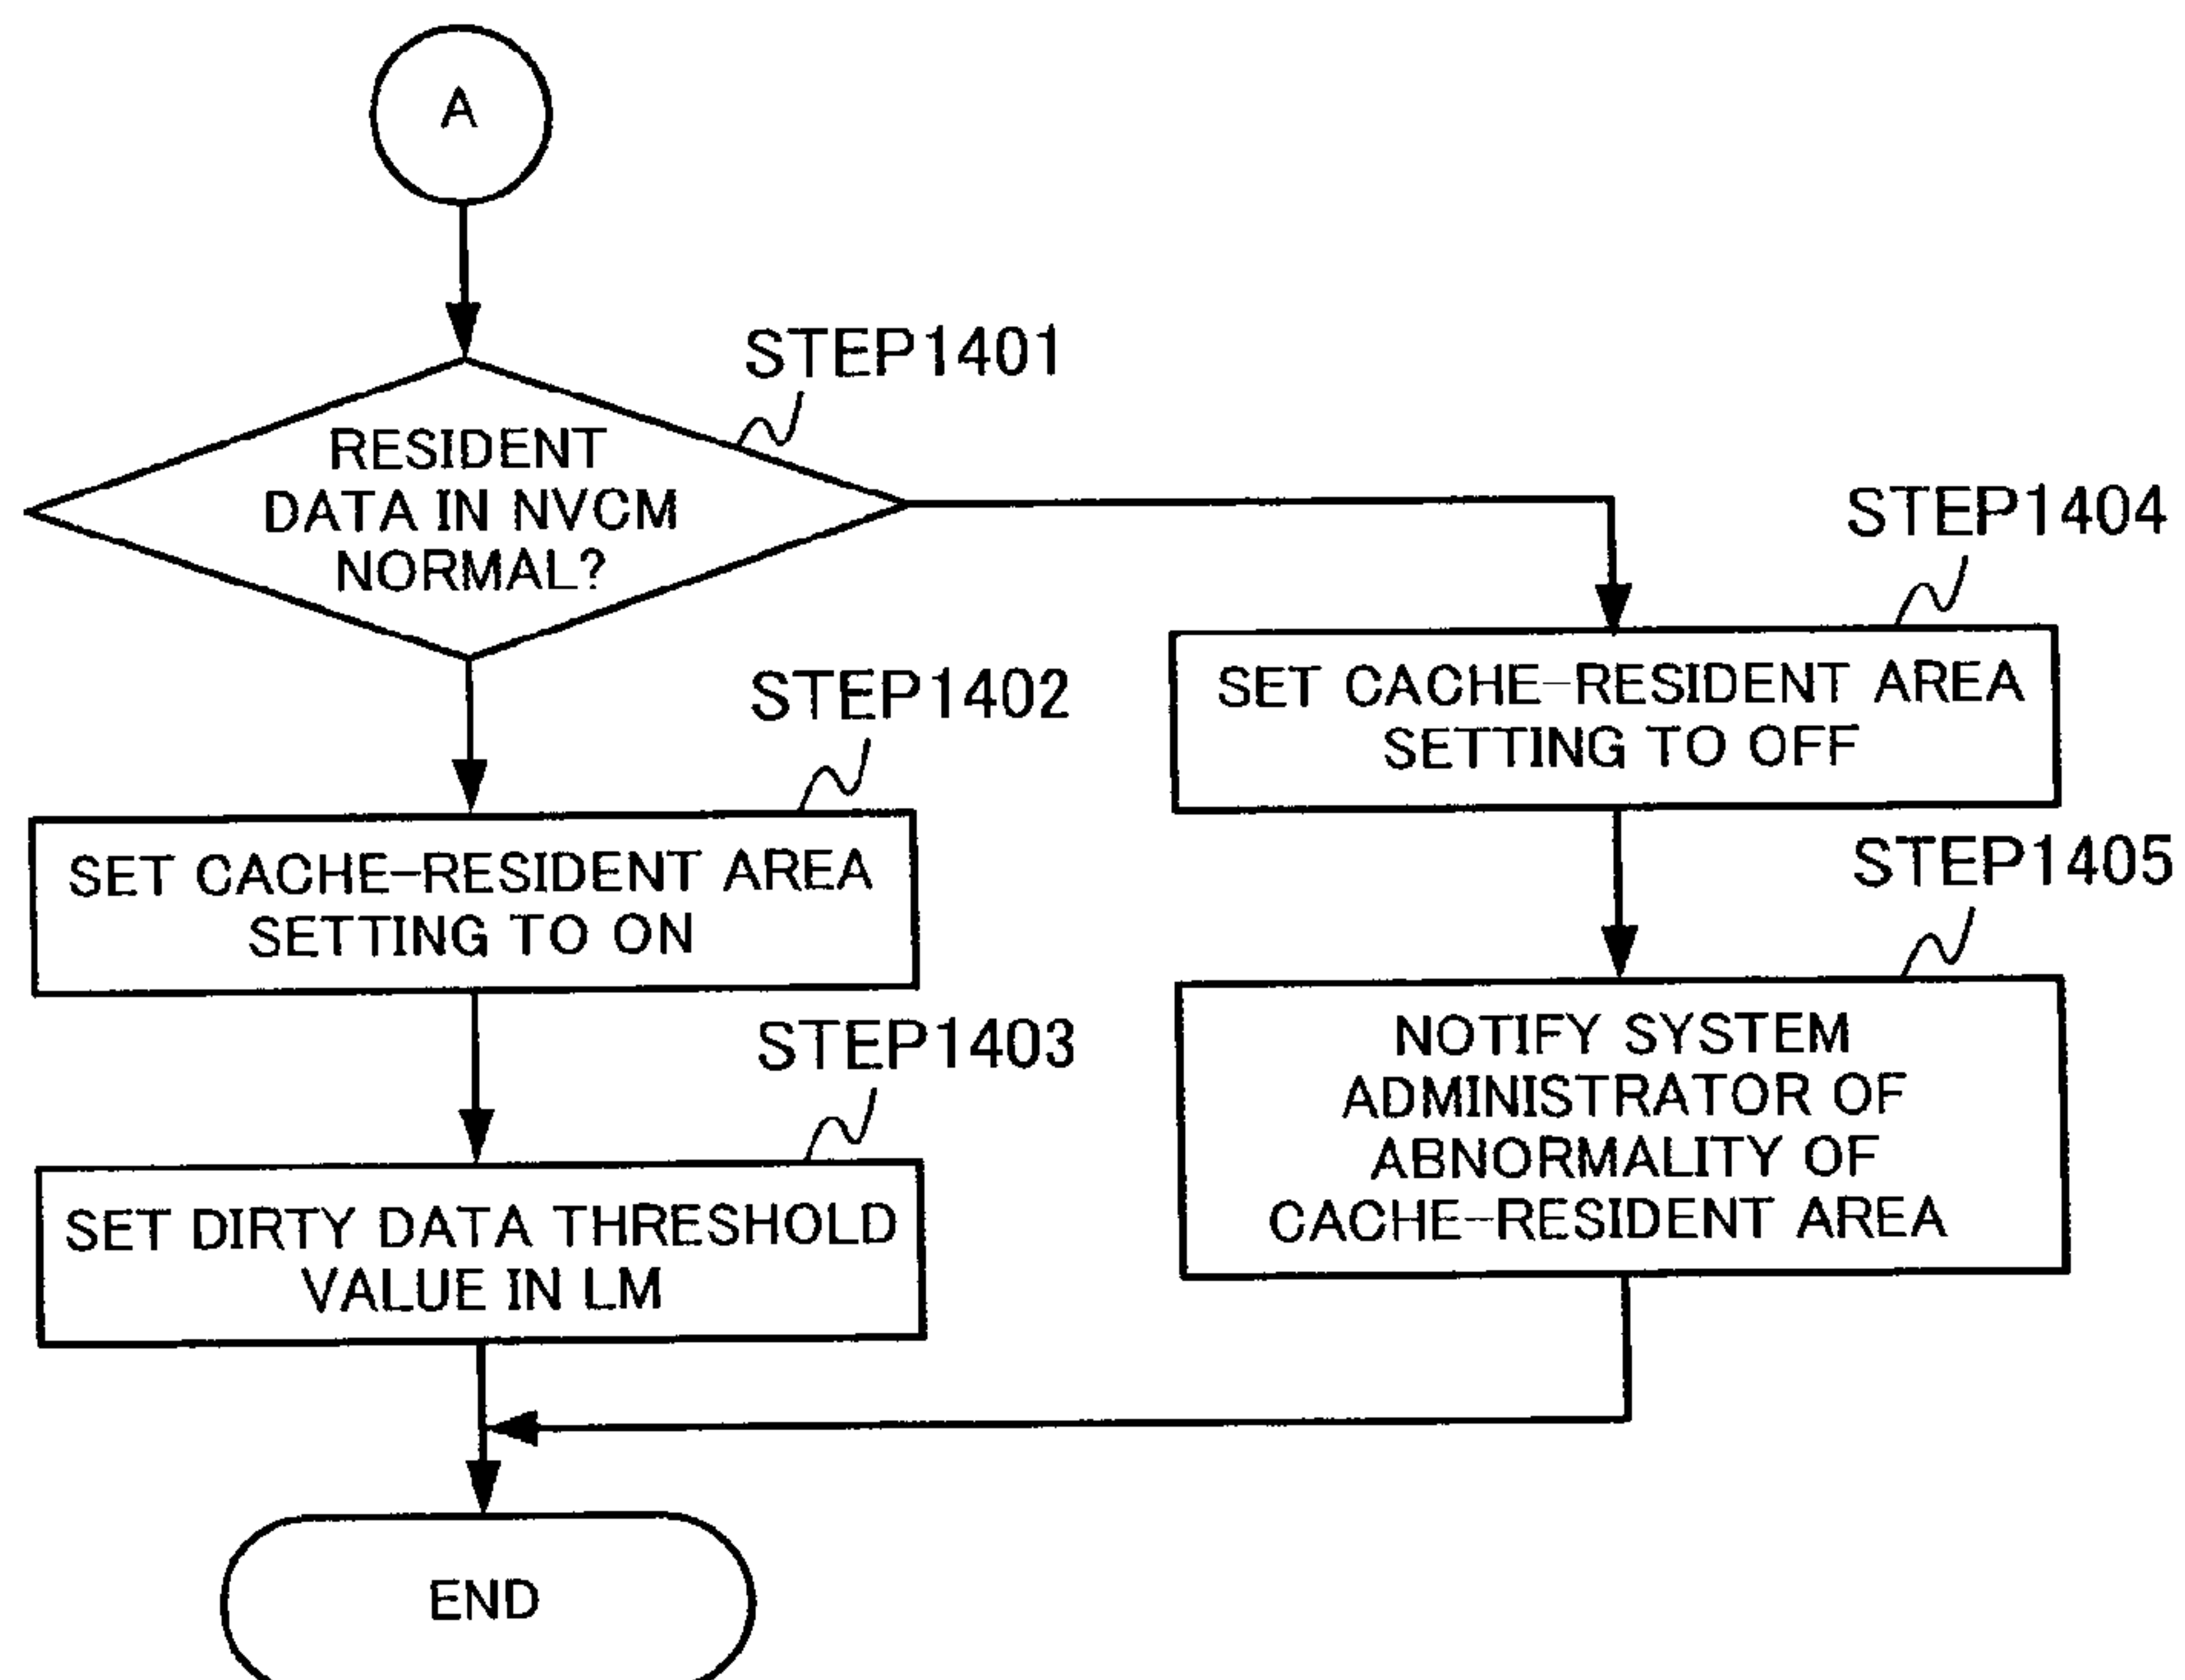 A
STEP1401
RESIDENT
DATA IN NVCM
NORMAL?
STEP1402
SET CACHE-RESIDENT AREA
SETTING TO ON
STEP1403
SET DIRTY DATA THRESHOLD
VALUE IN LM
STEP1404
SET CACHE-RESIDENT AREA
SETTING TO OFF
STEP1405
NOTIFY SYSTEM
ADMINISTRATOR OF
ABNORMALITY OF
CACHE-RESIDENT AREA
END